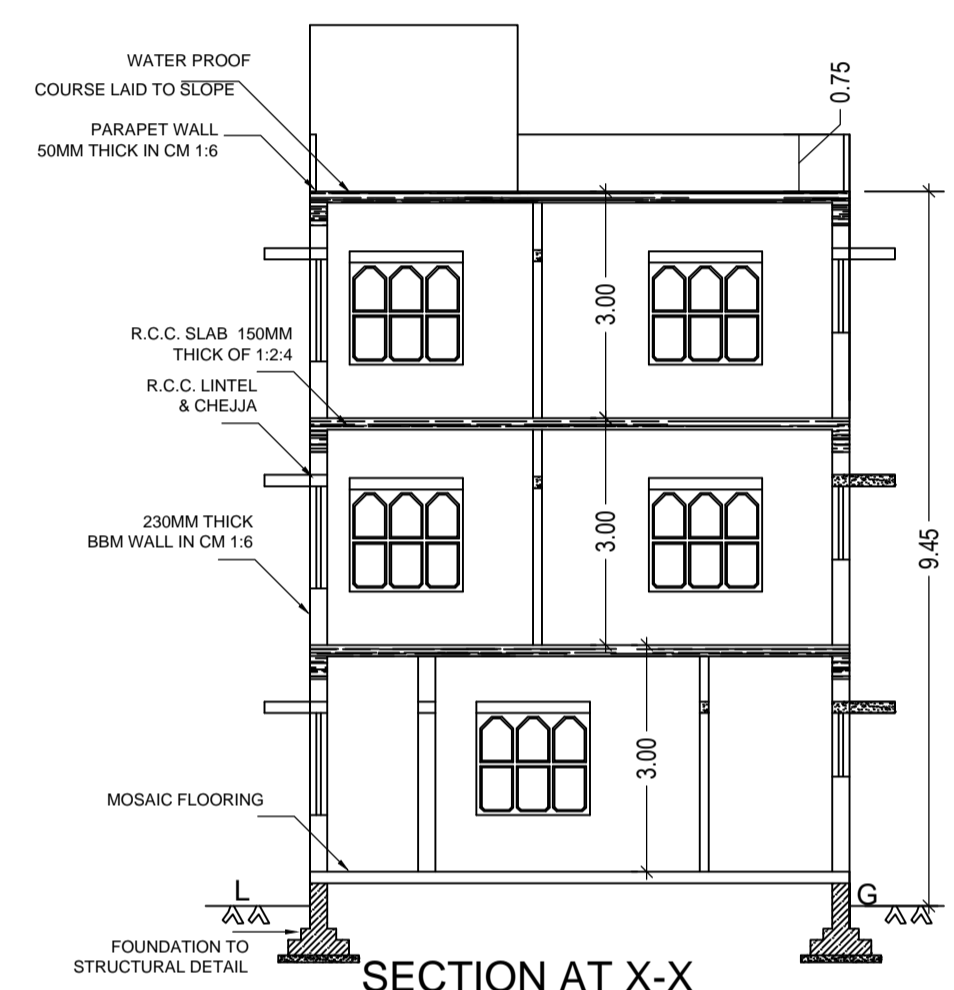 WATER PROOF
COURSE LAID TO SLOPE
PARAPET WALL
50MM THICK IN CM 1:6
0.75
3.00
R.C.C. SLAB 150MM
THICK OF 1:2:4
R.C.C. LINTEL
& CHEJJA
230MM THICK
BBM WALL IN CM 1:6
3.00
9.45
3.00
MOSAIC FLOORING
L
G
FOUNDATION TO
STRUCTURAL DETAIL
SECTION AT X-X